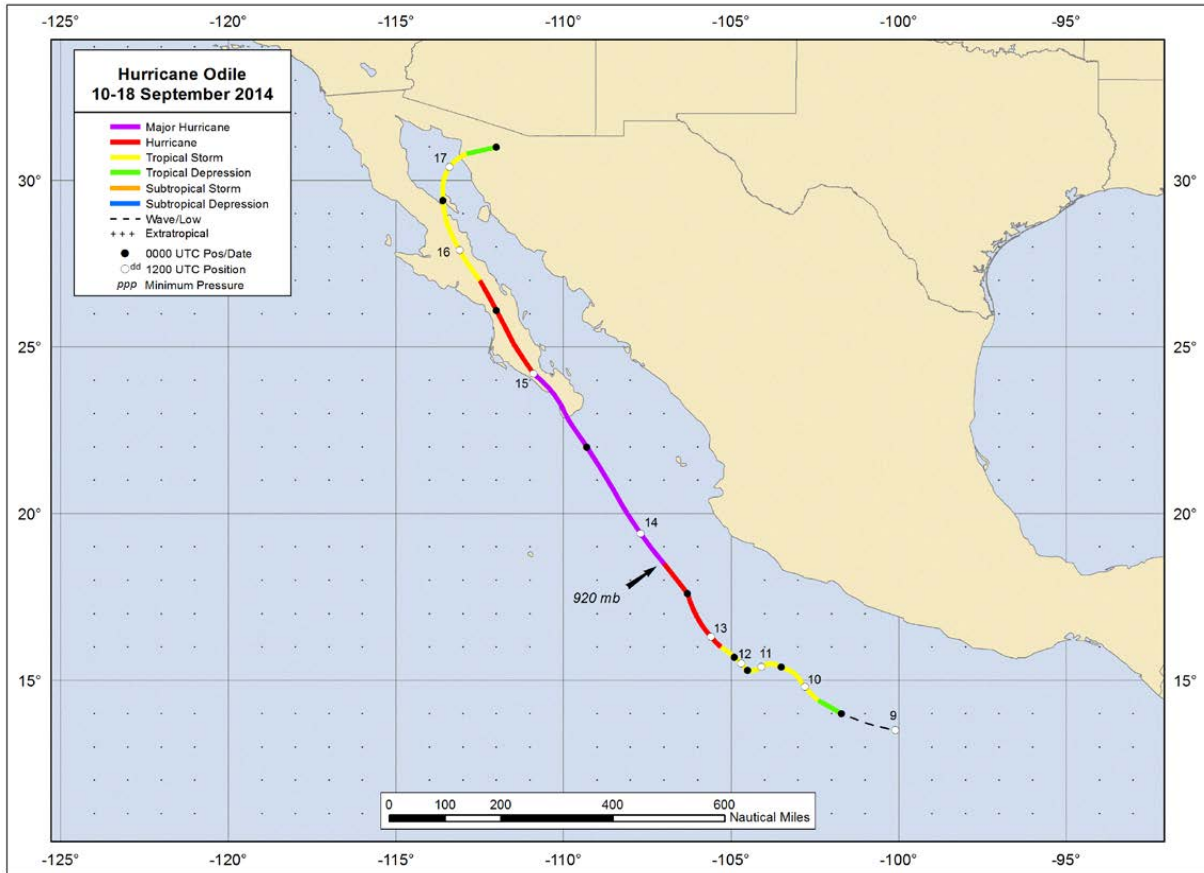 -125° -120° -115° -110° -105° -100° -95°
Hurricane Odile
10-18 September 2014
Major Hurricane
Hurricane
Tropical Storm
Tropical Depression
Subtropical Storm
Subtropical Depression
Wave/Low
+++ Extratropical
0000 UTC Pos/Date
dd 1200 UTC Position
ppp Minimum Pressure
30° 30°
17
16
25° 25°
15
20° 20°
14
920 mb
13
12 11
10
15° 15°
9
0 100 200 400 600
Nautical Miles
-125° -120° -115° -110° -105° -100° -95°